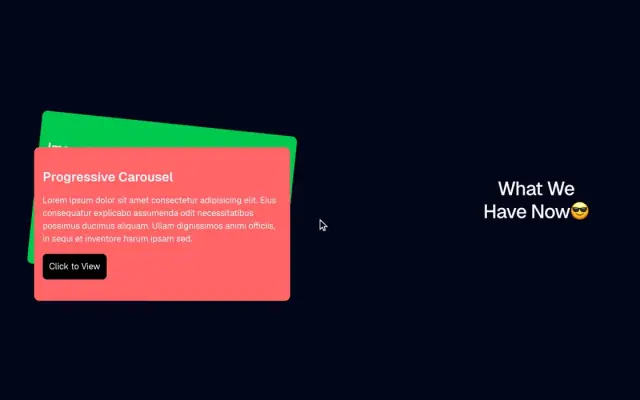 Progressive Carousel
Lorem ipsum dolor sit amet consectetur adipisicing elit. Eius
consequatur explicabo assumenda odit necessitatibus
possimus ducimus aliquam. Ullam dignissimos animi officiis,
in sequi et inventore harum ipsam sed.
Click to View
What We
Have Now😎